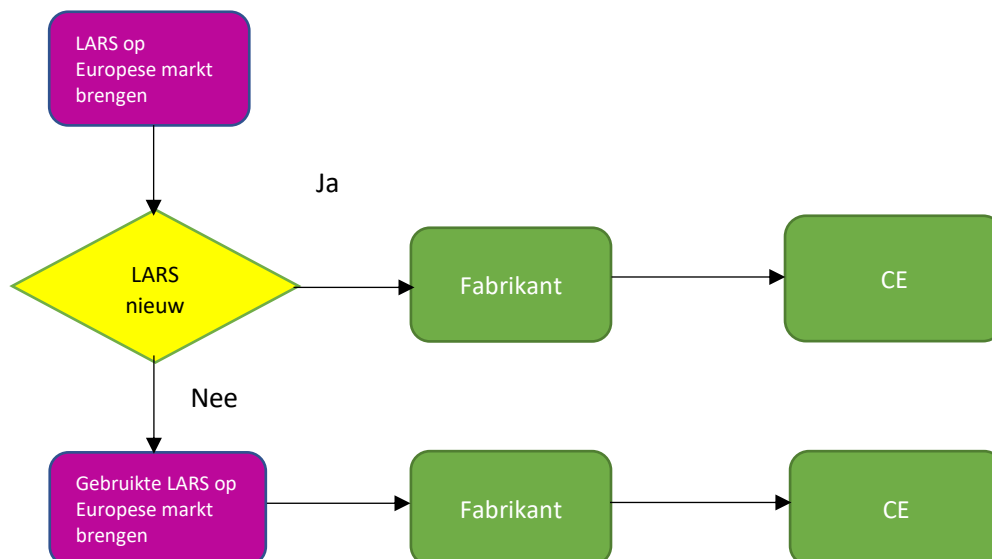 LARS op
Europese markt
brengen
Ja
LARS
nieuw
Fabrikant
CE
Nee
Gebruikte LARS op
Europese markt
brengen
Fabrikant
CE